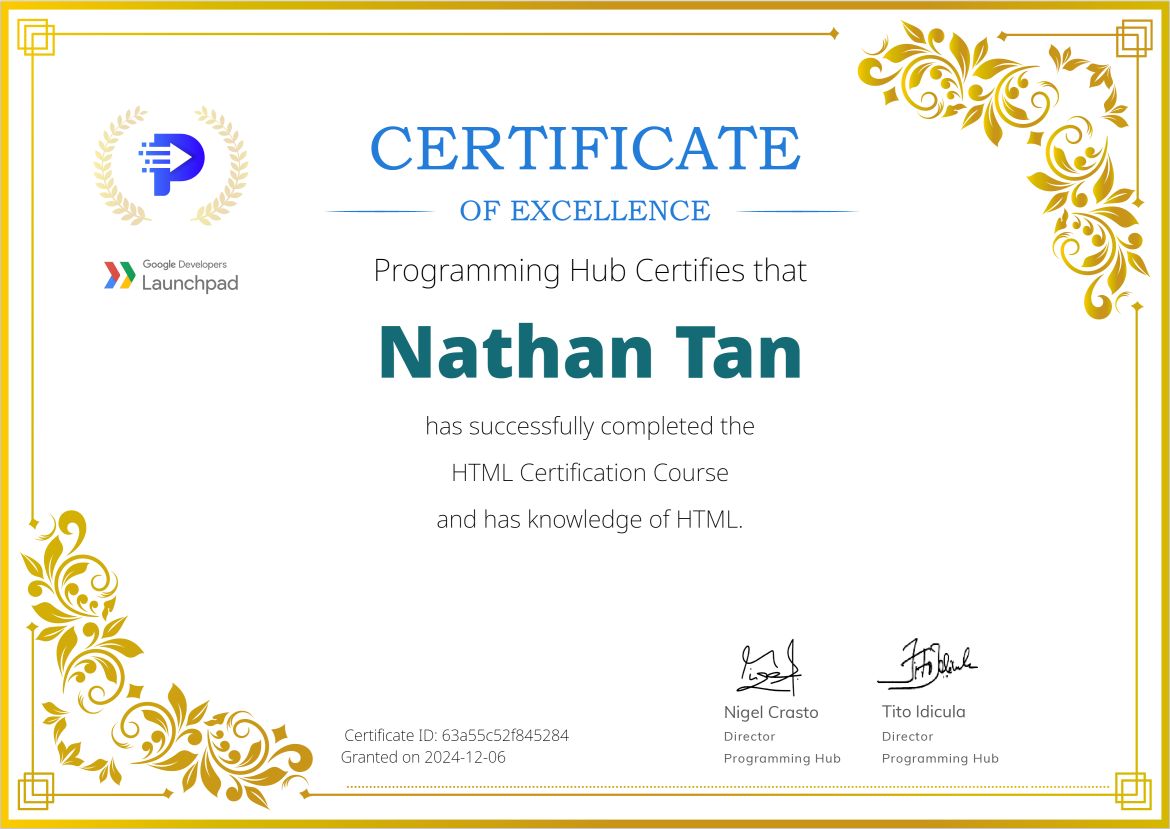 CERTIFICATE
OF EXCELLENCE
Google Developers
Launchpad
Programming Hub Certifies that
Nathan Tan
has successfully completed the
HTML Certification Course
and has knowledge of HTML.
Nigel Crasto
Director
Programming Hub
Tito Idicula
Director
Programming Hub
Certificate ID: 63a55c52f845284
Granted on 2024-12-06